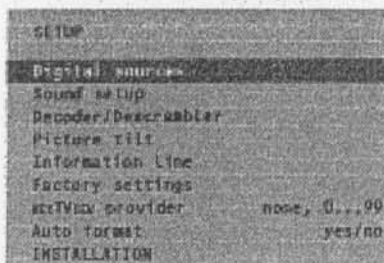 SETUP
Digital sources
Sound setup
Decoder/Descrambler
Picture tilt
Information line
Factory settings
provider none, 0...99
Auto format yes/no
INSTALLATION